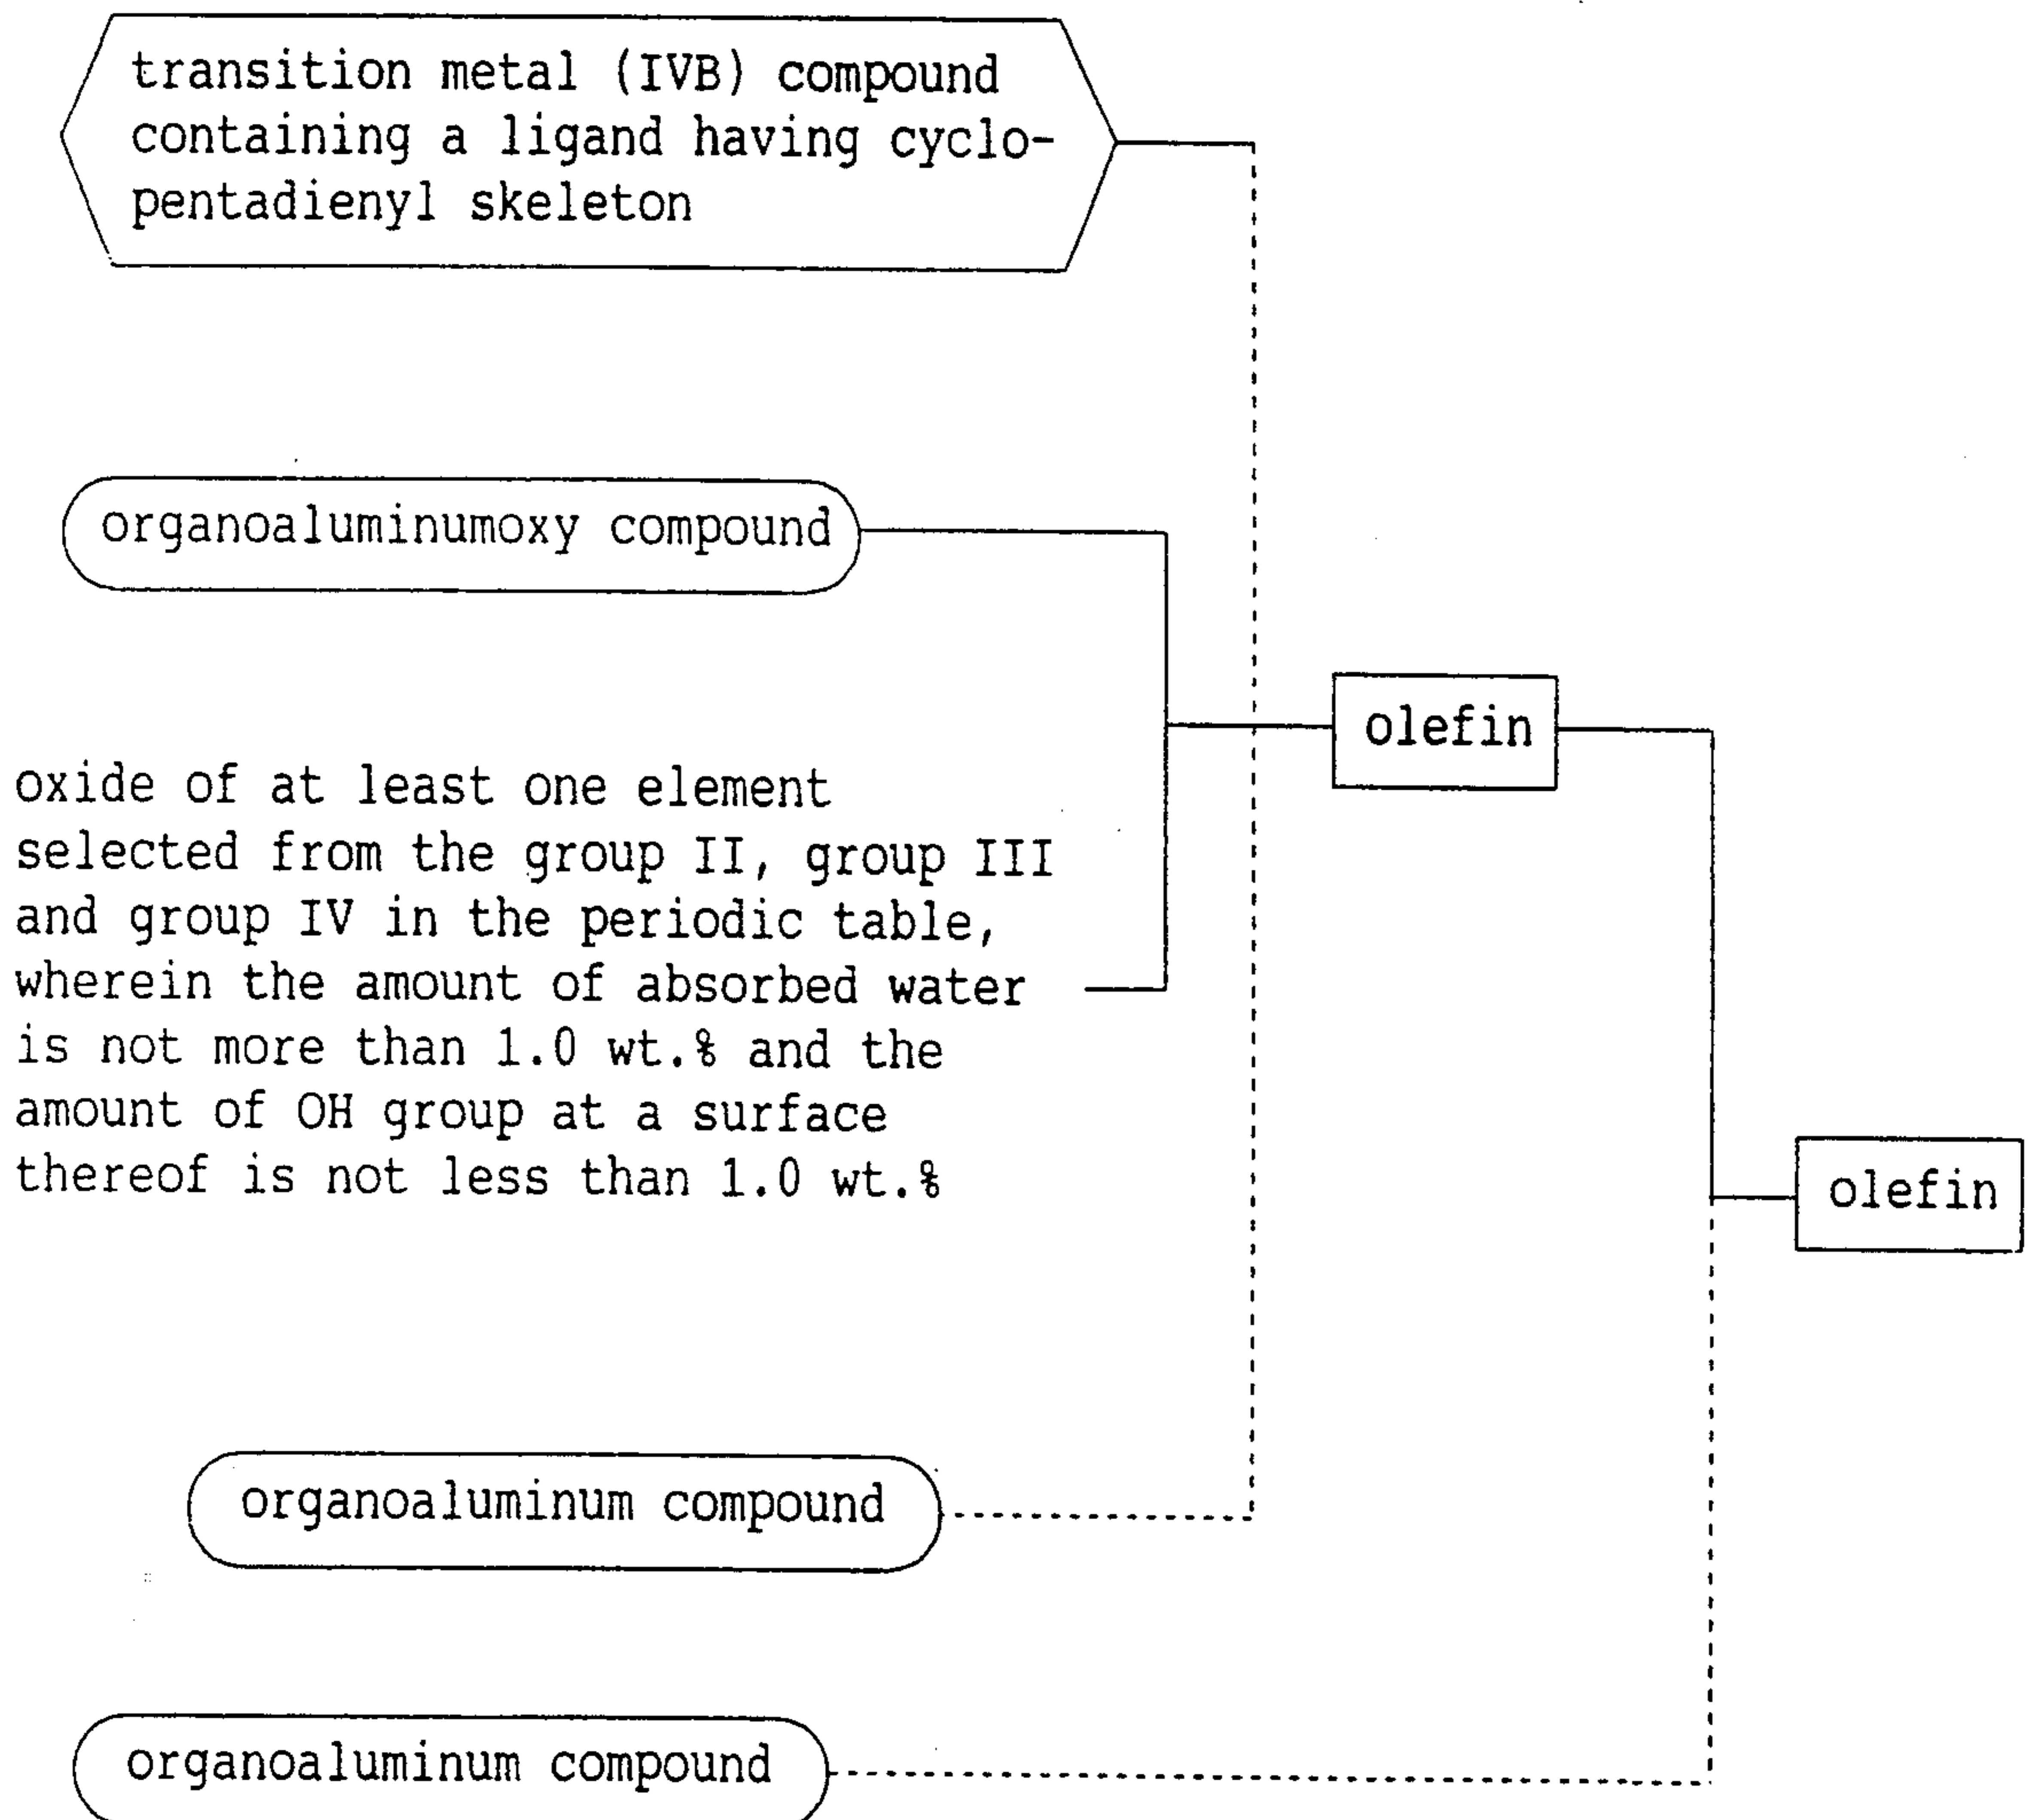 transition metal (IVB) compound
containing a ligand having cyclo-
pentadienyl skeleton
organoaluminumoxy compound
olefin
oxide of at least one element
selected from the group II, group III
and group IV in the periodic table,
wherein the amount of absorbed water
is not more than 1.0 wt.% and the
amount of OH group at a surface
thereof is not less than 1.0 wt.%
olefin
organoaluminum compound
organoaluminum compound